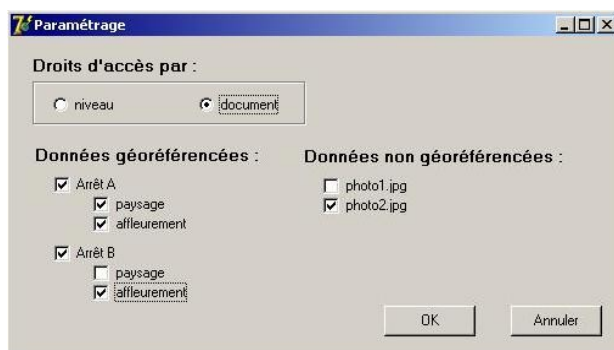 Paramétrage
Droits d'accès par :
niveau document
Données géoréférencées :
Arrêt A
paysage
affleurement
Arrêt B
paysage
affleurement
Données non géoréférencées :
photo1.jpg
photo2.jpg
OK Annuler